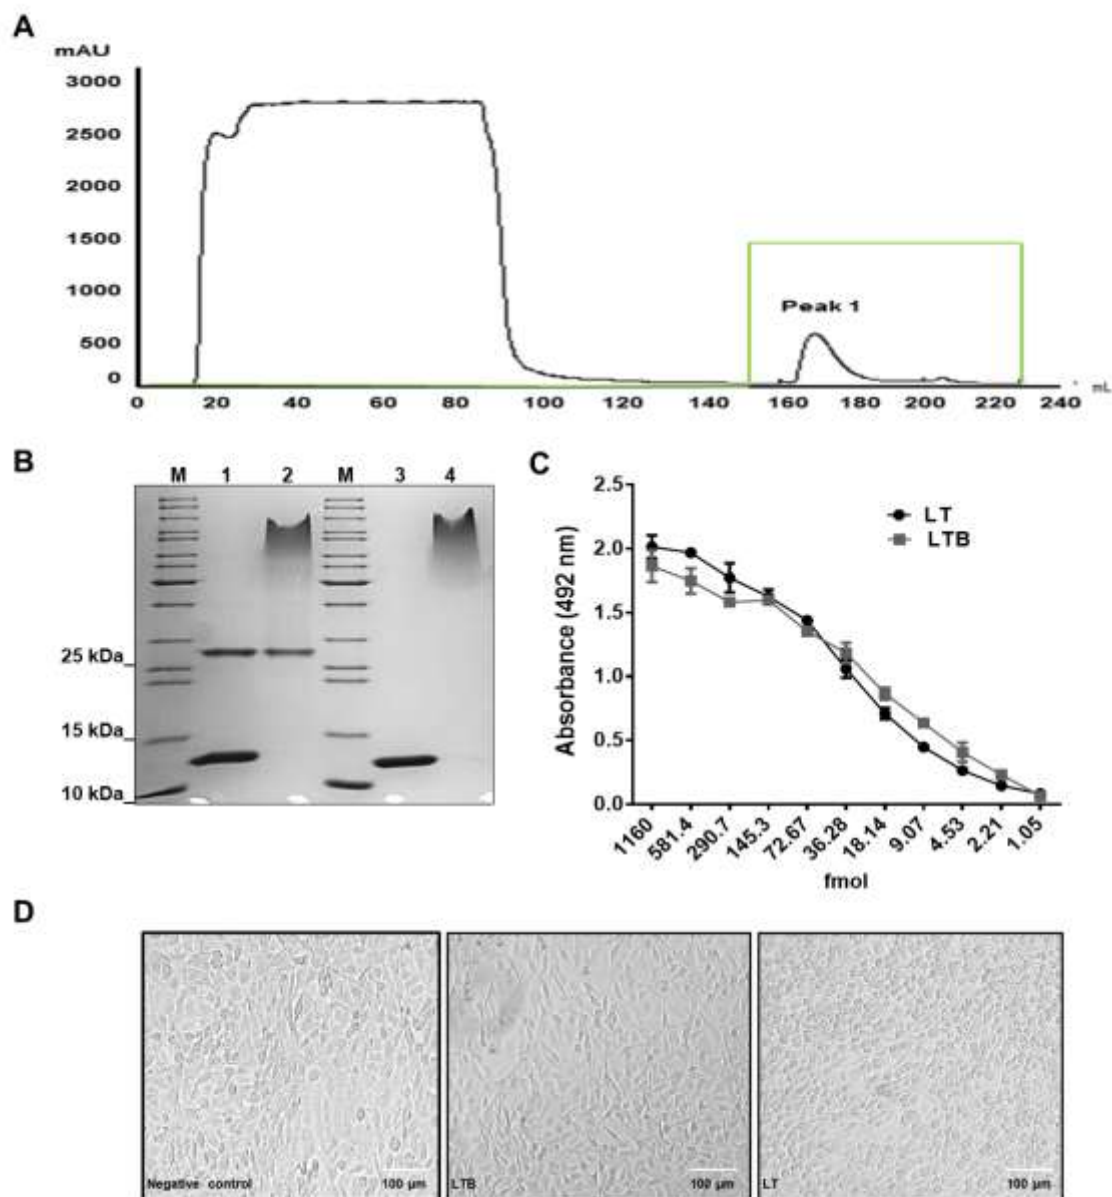 A
mAU
3000
2500
2000
1500
1000
500
0
Peak 1
0 20 40 60 80 100 120 140 160 180 200 220 240 mL
B
M 1 2 M 3 4
25 kDa
15 kDa
10 kDa
C
2.5
2.0
1.5
1.0
0.5
0.0
Absorbance (492 nm)
LT
LTB
1160 581.4 290.7 145.3 72.67 36.28 18.14 9.07 4.53 2.21 1.05
fmol
D
Negative control 100 µm
LTB 100 µm
LT 100 µm